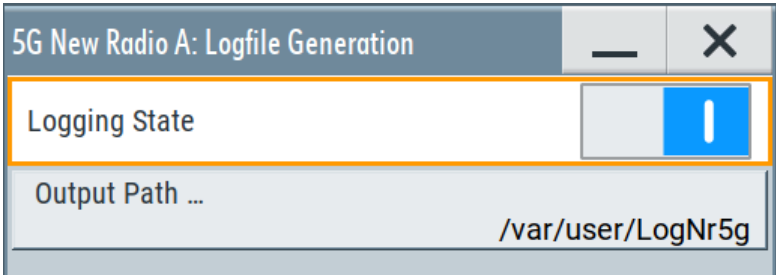 5G New Radio A: Logfile Generation
Logging State
Output Path ...
/var/user/LogNr5g